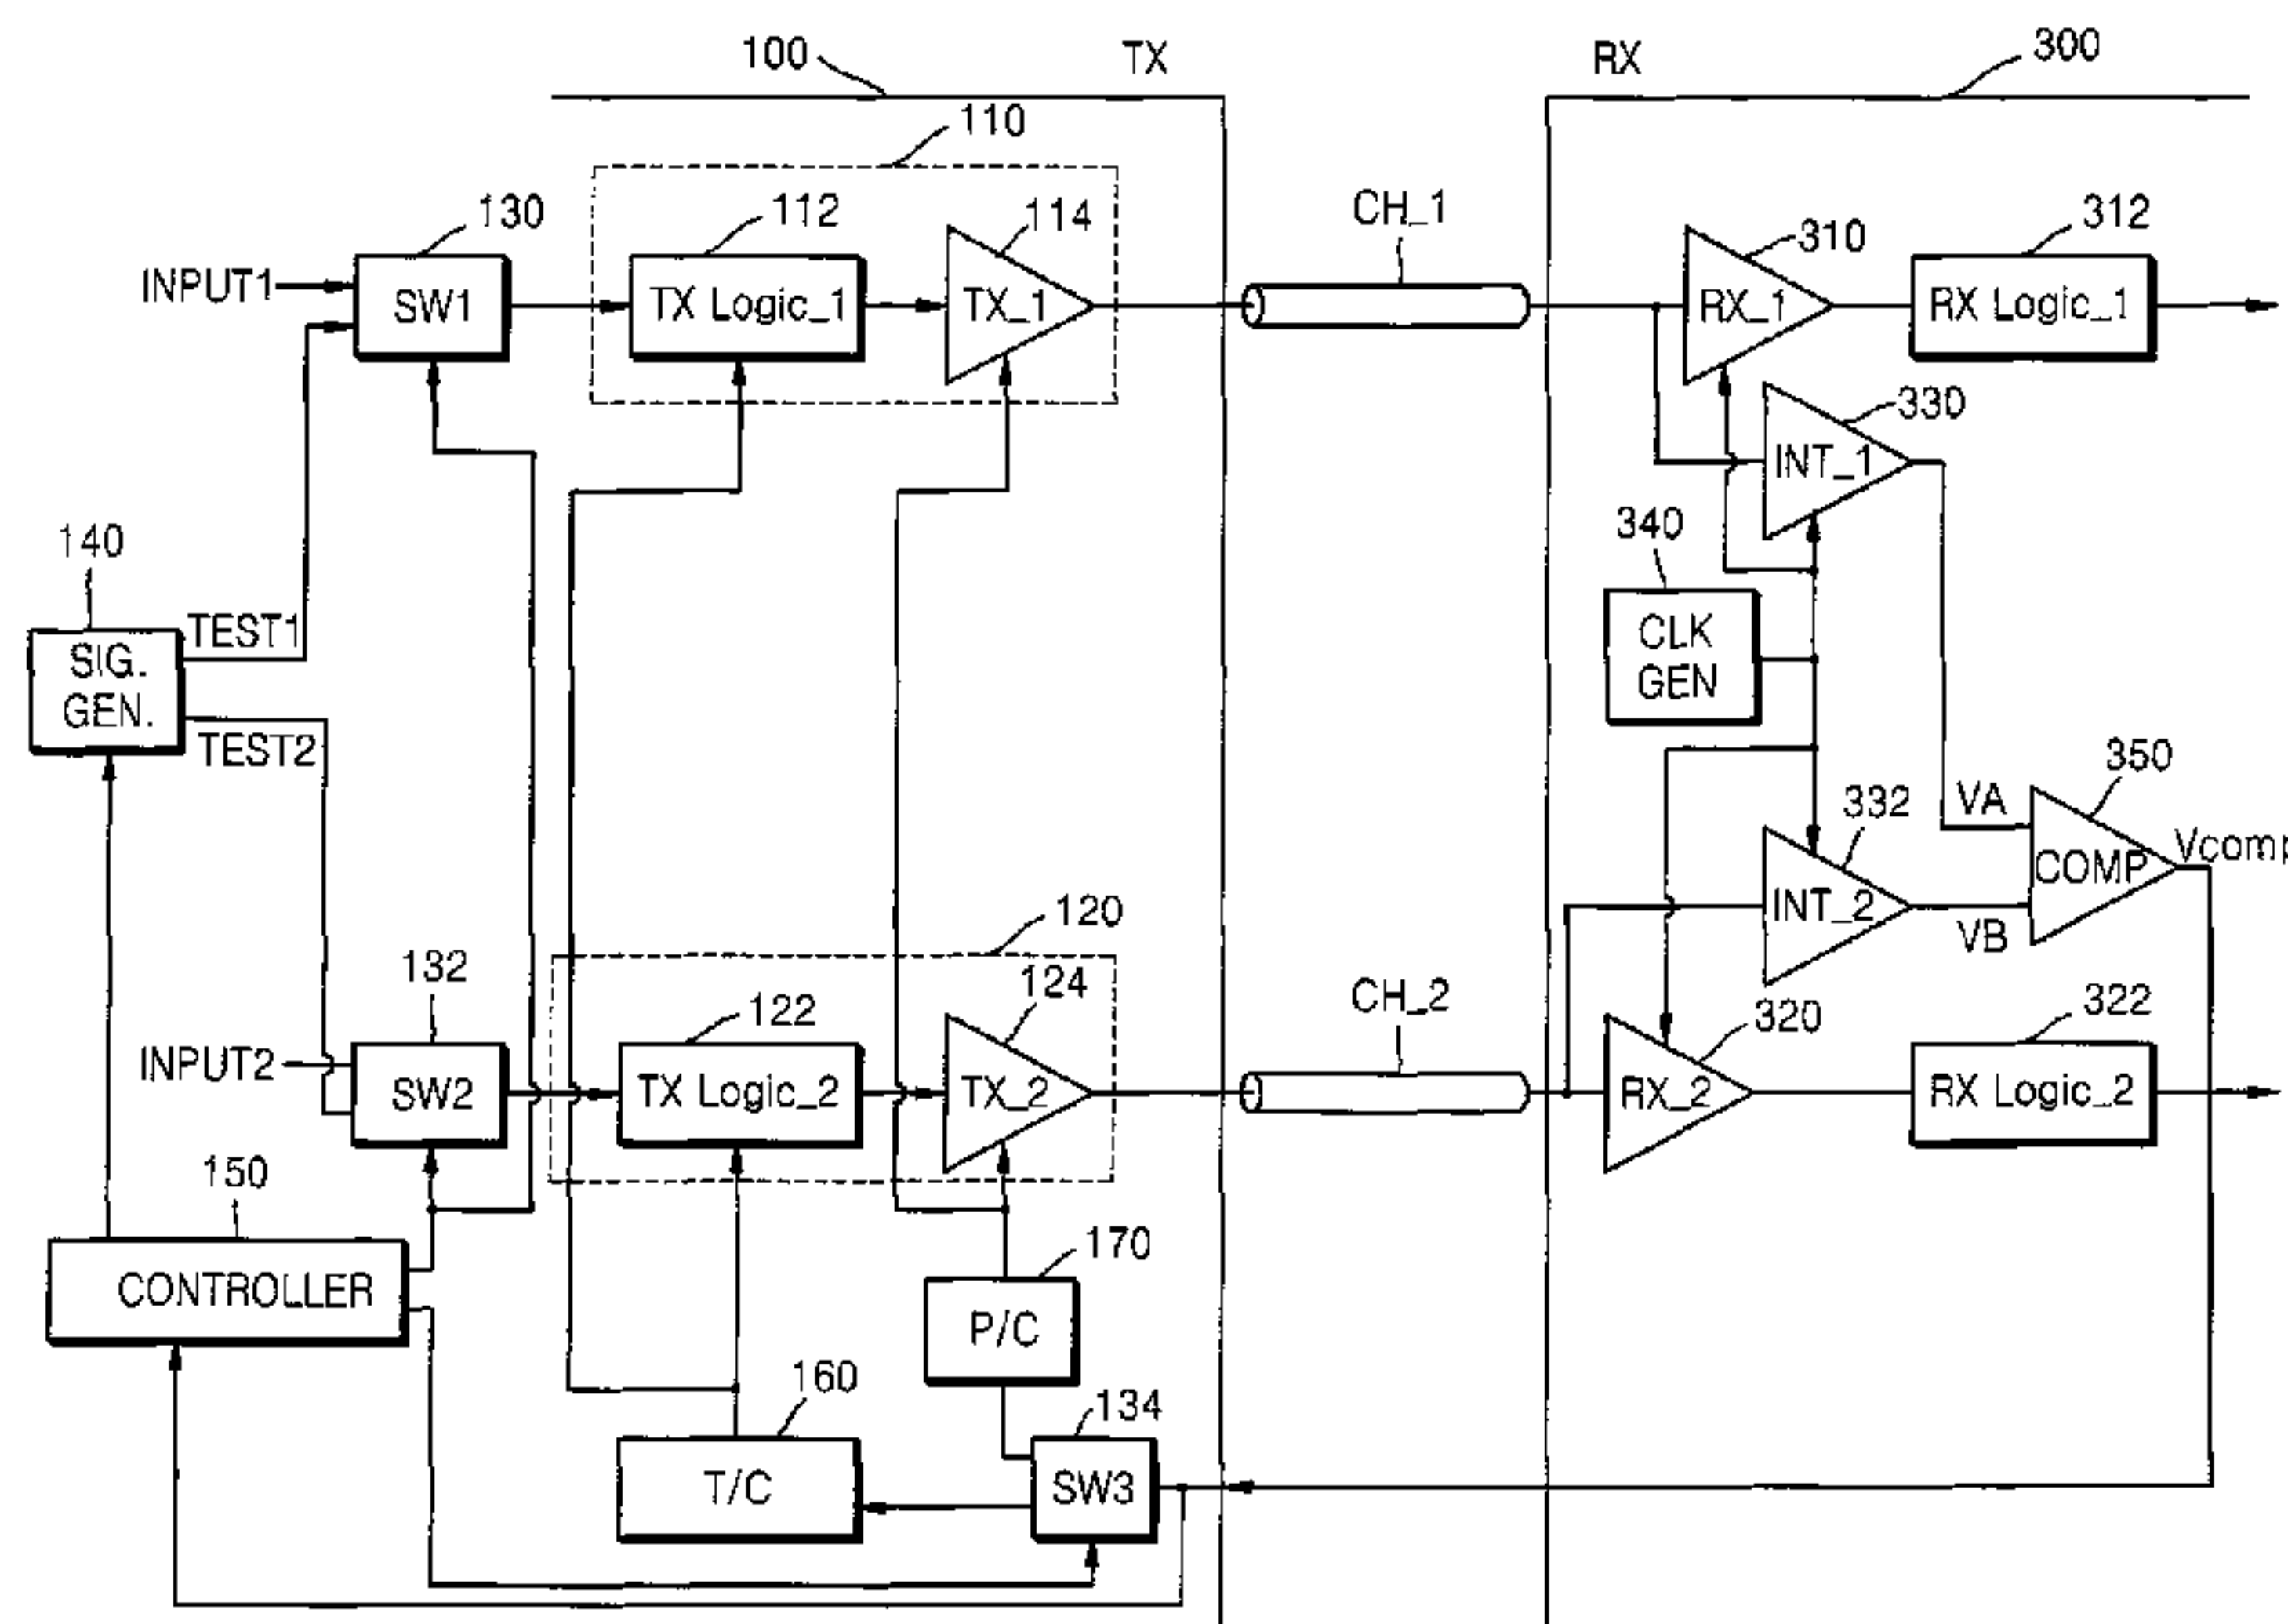 100
TX
RX
300
110
130
112
114
CH_1
310
312
INPUT1
SW1
TX Logic_1
TX_1
RX_1
RX Logic_1
330
INT_1
140
340
TEST1
SIG.
GEN.
CLK
GEN
TEST2
350
332
VA
Vcomp
COMP
120
INT_2
VB
132
124
CH_2
122
322
320
INPUT2
SW2
TX Logic_2
TX_2
RX_2
RX Logic_2
150
170
CONTROLLER
P/C
160
134
T/C
SW3